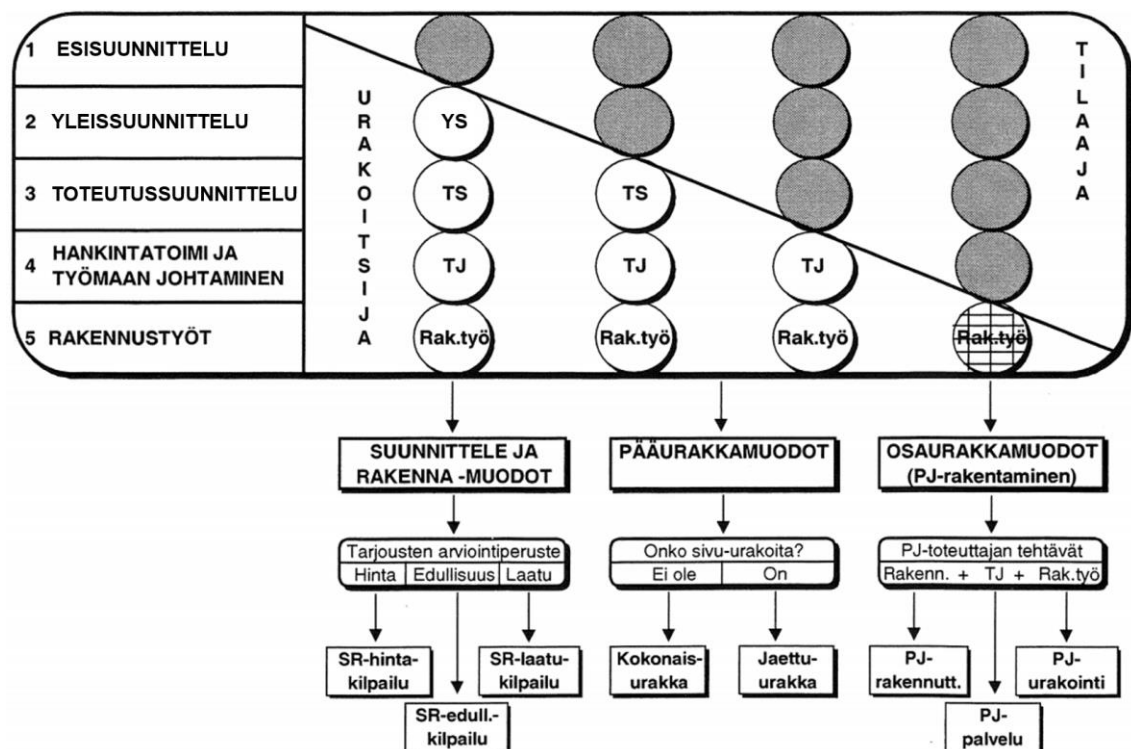 1 ESISUUNNITTELU
2 YLEISSUUNNITTELU
3 TOTEUTUSSUUNNITTELU
4 HANKINTATOIMI JA
TYÖMAAN JOHTAMINEN
5 RAKENNUSTYÖT
URAKOITSIJA
TILAAJA
YS
TS TS
TJ TJ TJ
Rak.työ Rak.työ Rak.työ Rak.työ
SUUNNITTELE JA
RAKENNA -MUODOT
PÄÄURAKKAMUODOT
OSAURAKKAMUODOT
(PJ-rakentaminen)
Tarjousten arviointiperuste
Hinta Edullisuus Laatu
Onko sivu-urakoita?
Ei ole On
PJ-toteuttajan tehtävät
Rakenn. + TJ + Rak.työ
SR-hinta-
kilpailu
SR-laatu-
kilpailu
SR-edull.-
kilpailu
Kokonais-
urakka
Jaettu-
urakka
PJ-
rakennutt.
PJ-
urakointi
PJ-
palvelu